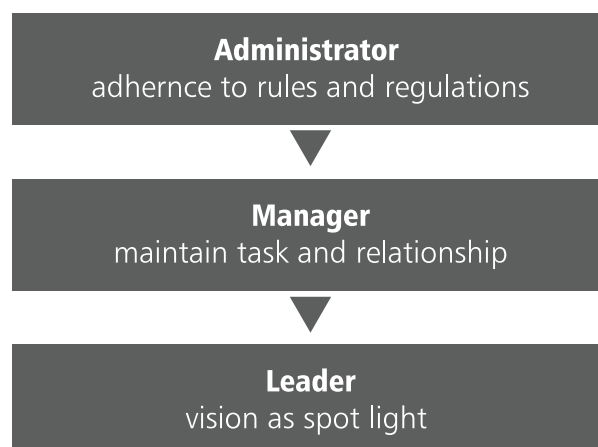 Administrator
adhernce to rules and regulations
Manager
maintain task and relationship
Leader
vision as spot light